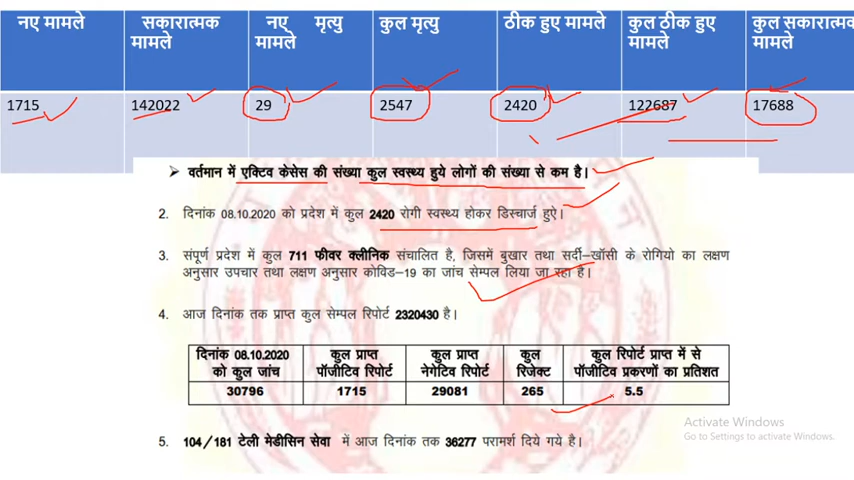 नए मामले सकारात्मक मामले नए मृत्यु मामले कुल मृत्यु ठीक हुए मामले कुल ठीक हुए मामले कुल सकारात्मक मामले
1715 142022 29 2547 2420 122687 17688
➢ वर्तमान में एक्टिव केसेस की संख्या कुल स्वस्थ्य हुये लोगों की संख्या से कम है।
2. दिनांक 08.10.2020 को प्रदेश में कुल 2420 रोगी स्वस्थ्य होकर डिस्चार्ज हुऐ।
3. संपूर्ण प्रदेश में कुल 711 फीवर क्लीनिक संचालित है, जिसमें बुखार तथा सर्दी–खॉसी के रोगियो का लक्षण
अनुसार उपचार तथा लक्षण अनुसार कोविड–19 का जांच सेम्पल लिया जा रहा है।
4. आज दिनांक तक प्राप्त कुल सेम्पल रिपोर्ट 2320430 है।
दिनांक 08.10.2020 को कुल जांच कुल प्राप्त पॉजीटिव रिपोर्ट कुल प्राप्त नेगेटिव रिपोर्ट कुल रिजेक्ट कुल रिपोर्ट प्राप्त में से पॉजीटिव प्रकरणों का प्रतिशत
30796 1715 29081 265 5.5
5. 104/181 टेली मेडीसिन सेवा में आज दिनांक तक 36277 परामर्श दिये गये है।
Activate Windows
Go to Settings to activate Windows.